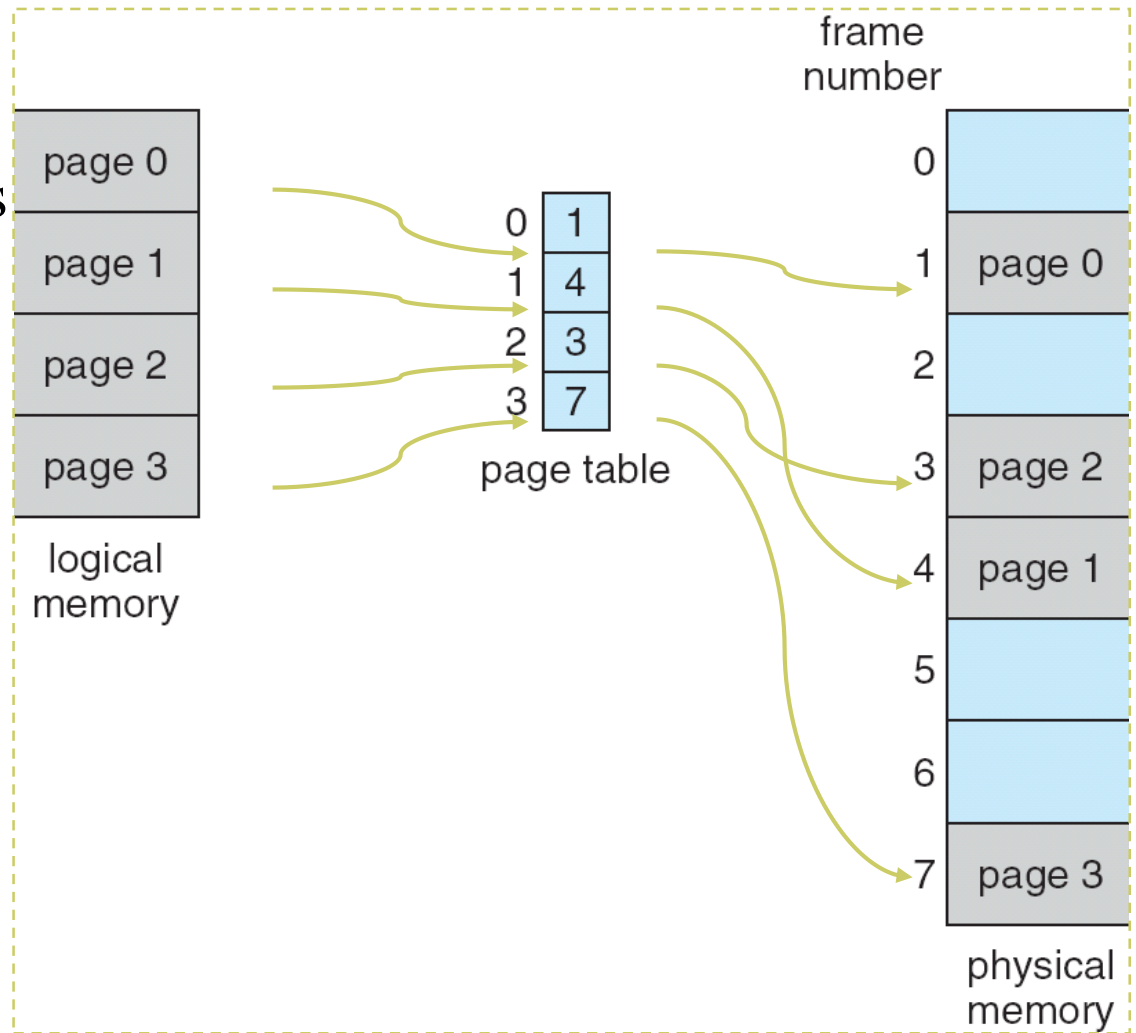 s
page 0
page 1
page 2
page 3
logical
memory
0 1
1 4
2 3
3 7
page table
frame
number
0
1 page 0
2
3 page 2
4 page 1
5
6
7 page 3
physical
memory